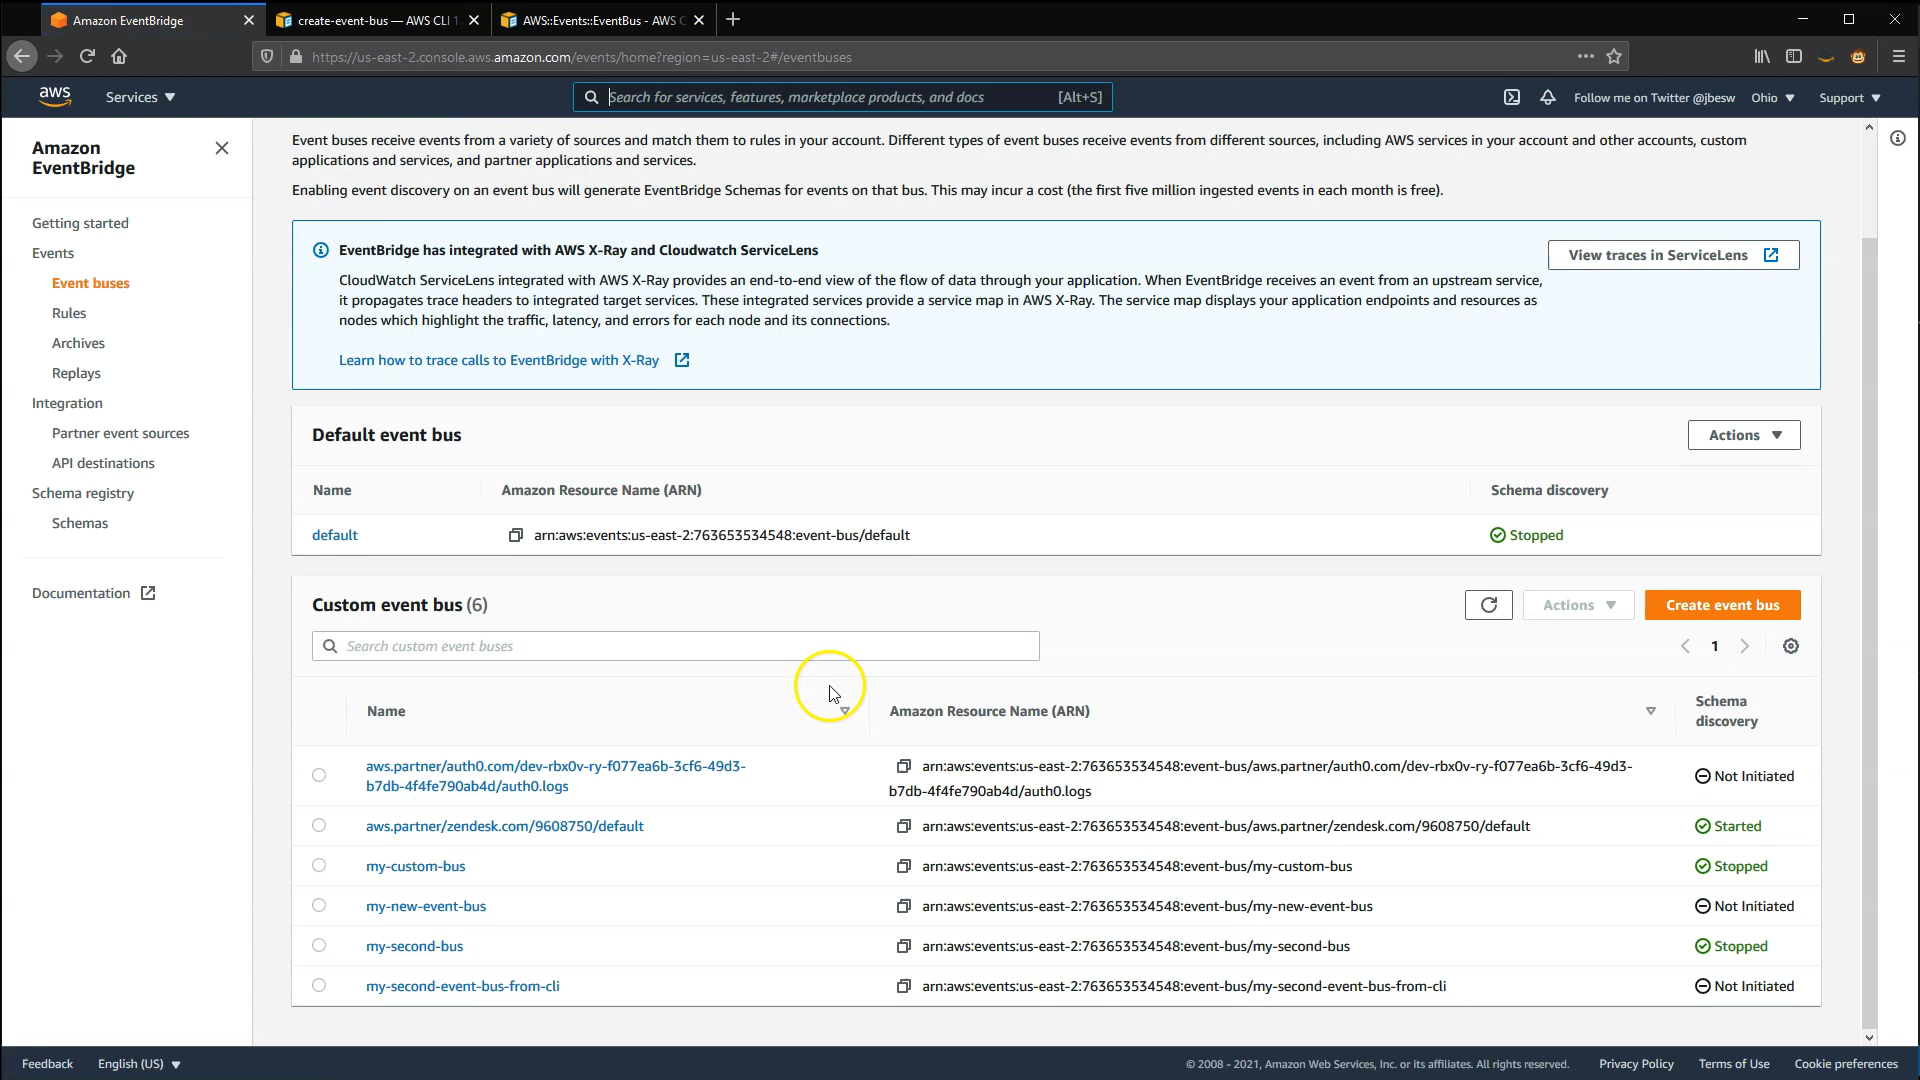 Amazon EventBridge
create-event-bus — AWS CLI 1
AWS::Events::EventBus - AWS C
https://us-east-2.console.aws.amazon.com/events/home?region=us-east-2#/eventbuses
aws
Services
Search for services, features, marketplace products, and docs
[Alt+S]
Follow me on Twitter @jbesw
Ohio
Support
Amazon
EventBridge
Getting started
Events
Event buses
Rules
Archives
Replays
Integration
Partner event sources
API destinations
Schema registry
Schemas
Documentation
Event buses receive events from a variety of sources and match them to rules in your account. Different types of event buses receive events from different sources, including AWS services in your account and other accounts, custom
applications and services, and partner applications and services.
Enabling event discovery on an event bus will generate EventBridge Schemas for events on that bus. This may incur a cost (the first five million ingested events in each month is free).
EventBridge has integrated with AWS X-Ray and Cloudwatch ServiceLens
View traces in ServiceLens
CloudWatch ServiceLens integrated with AWS X-Ray provides an end-to-end view of the flow of data through your application. When EventBridge receives an event from an upstream service,
it propagates trace headers to integrated target services. These integrated services provide a service map in AWS X-Ray. The service map displays your application endpoints and resources as
nodes which highlight the traffic, latency, and errors for each node and its connections.
Learn how to trace calls to EventBridge with X-Ray
Default event bus
Actions
Name
Amazon Resource Name (ARN)
Schema discovery
default
arn:aws:events:us-east-2:763653534548:event-bus/default
Stopped
Custom event bus (6)
Actions
Create event bus
Search custom event buses
1
Name
Amazon Resource Name (ARN)
Schema
discovery
aws.partner/auth0.com/dev-rbx0v-ry-f077ea6b-3cf6-49d3-
b7db-4f4fe790ab4d/auth0.logs
arn:aws:events:us-east-2:763653534548:event-bus/aws.partner/auth0.com/dev-rbx0v-ry-f077ea6b-3cf6-49d3-
b7db-4f4fe790ab4d/auth0.logs
Not Initiated
aws.partner/zendesk.com/9608750/default
arn:aws:events:us-east-2:763653534548:event-bus/aws.partner/zendesk.com/9608750/default
Started
my-custom-bus
arn:aws:events:us-east-2:763653534548:event-bus/my-custom-bus
Stopped
my-new-event-bus
arn:aws:events:us-east-2:763653534548:event-bus/my-new-event-bus
Not Initiated
my-second-bus
arn:aws:events:us-east-2:763653534548:event-bus/my-second-bus
Stopped
my-second-event-bus-from-cli
arn:aws:events:us-east-2:763653534548:event-bus/my-second-event-bus-from-cli
Not Initiated
Feedback
English (US)
© 2008 - 2021, Amazon Web Services, Inc. or its affiliates. All rights reserved.
Privacy Policy
Terms of Use
Cookie preferences